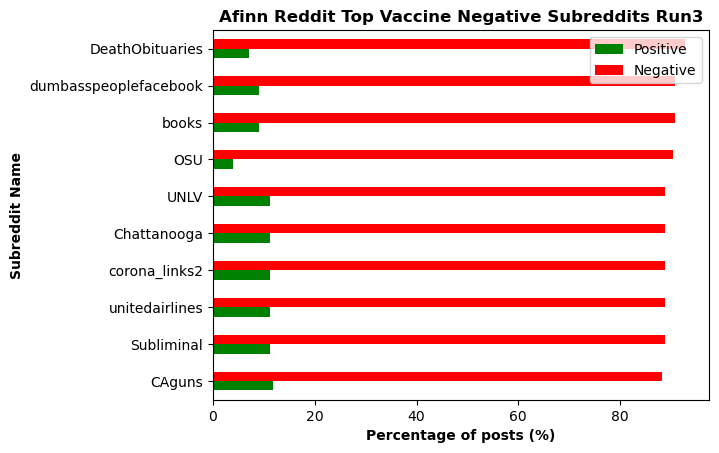 Afinn Reddit Top Vaccine Negative Subreddits Run3
Positive
Negative
DeathObituaries
dumbasspeoplefacebook
books
OSU
UNLV
Chattanooga
corona_links2
unitedairlines
Subliminal
CAguns
Subreddit Name
0 20 40 60 80
Percentage of posts (%)